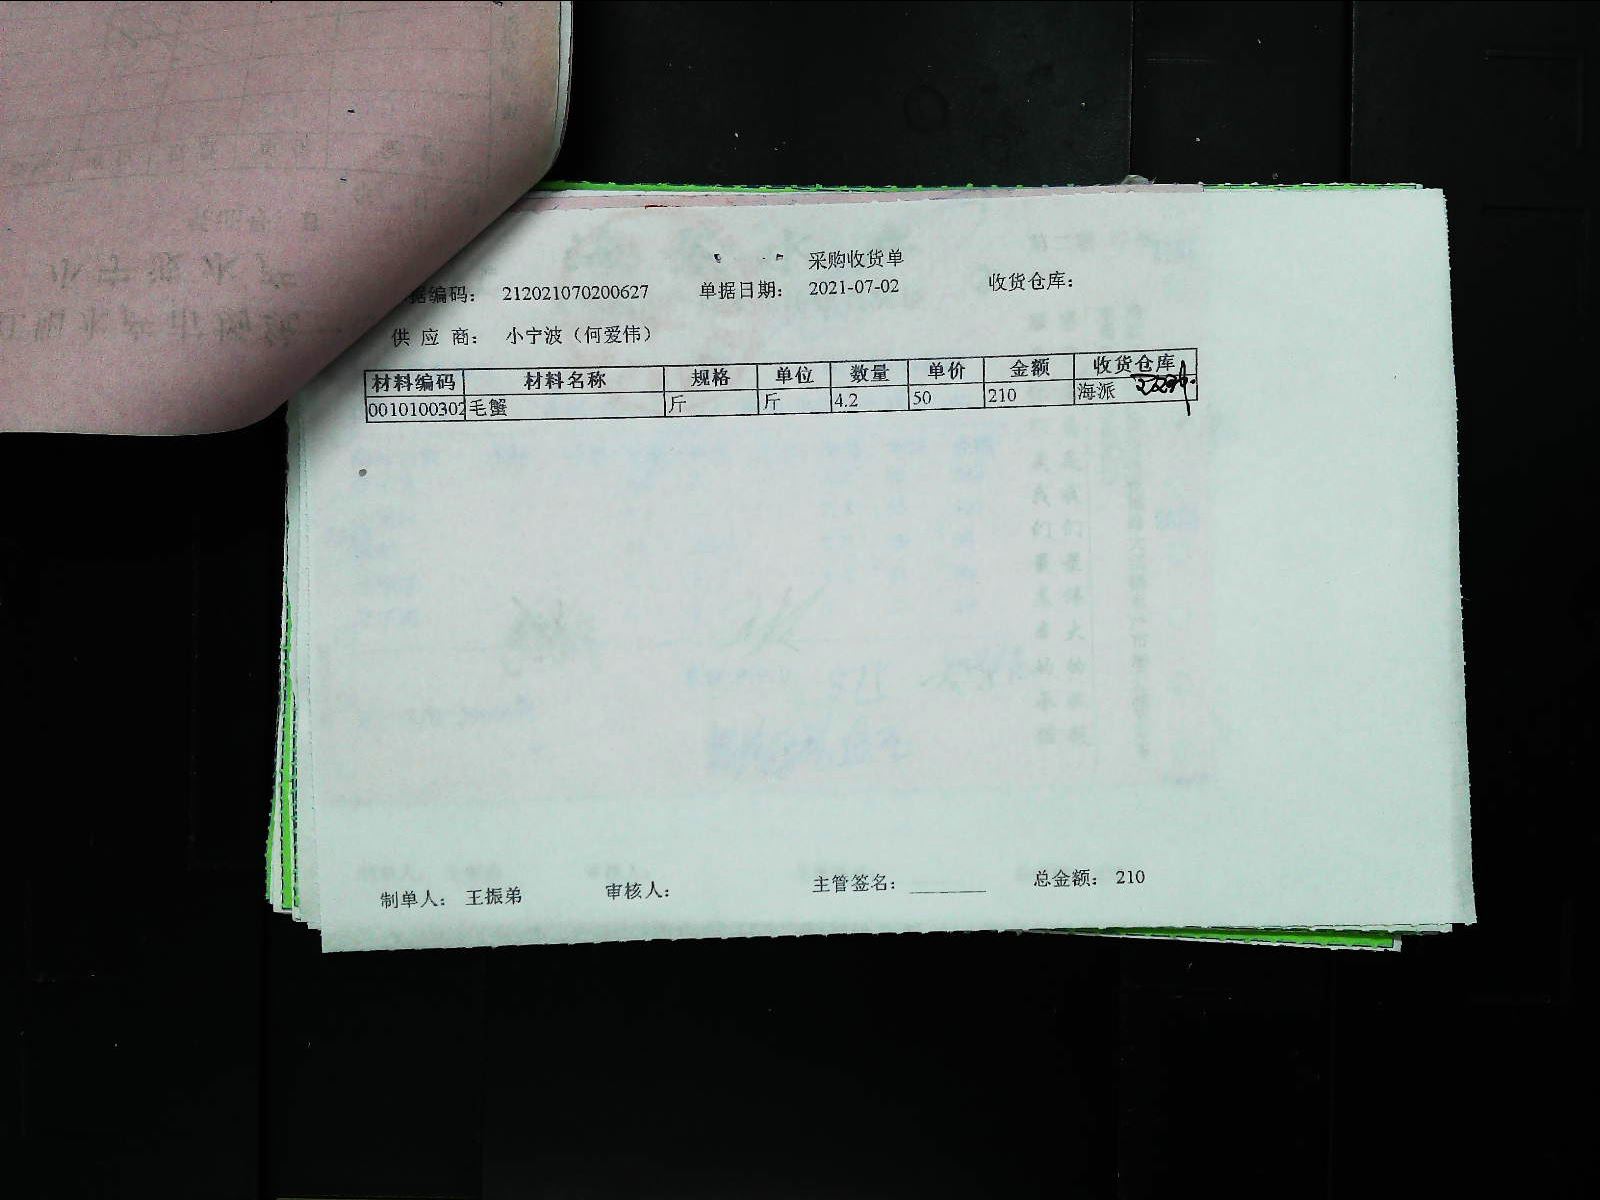 采购收货单
据编码: 212021070200627 单据日期: 2021-07-02 收货仓库:
供 应 商: 小宁波（何爱伟）
材料编码 材料名称 规格 单位 数量 单价 金额 收货仓库
0010100302 毛蟹 斤 斤 4.2 50 210 海派
制单人: 王振弟 审核人: 主管签名: ________ 总金额: 210